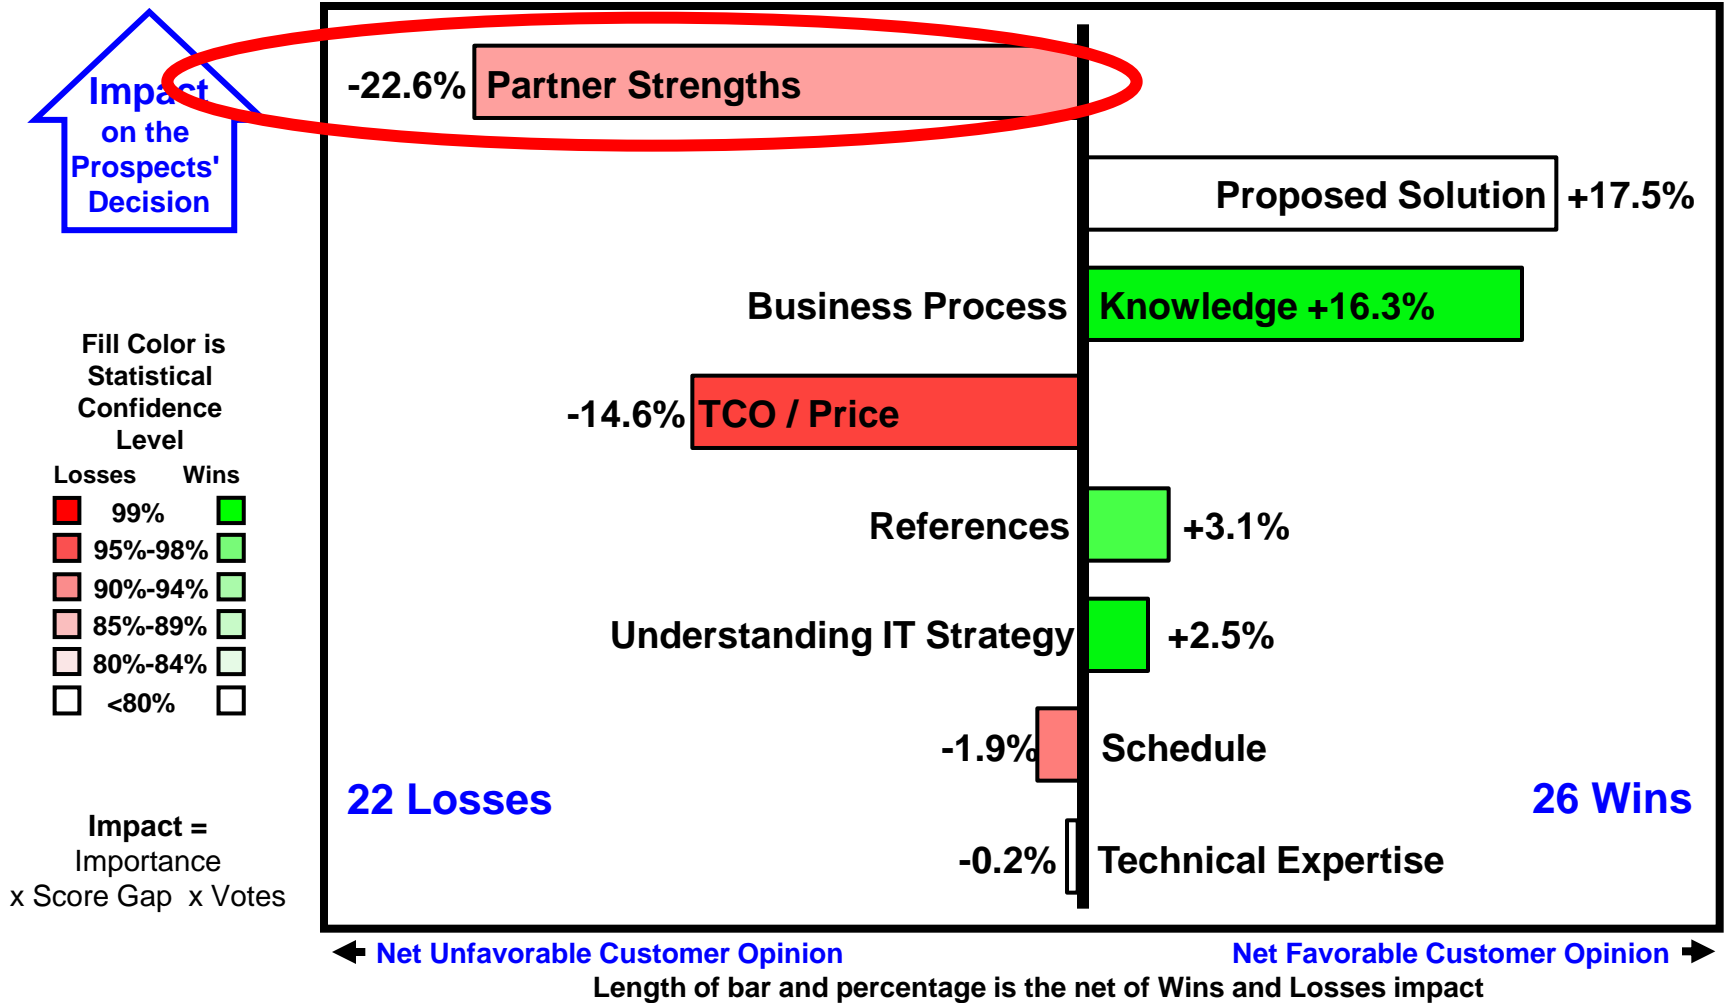 Impact
on the
Prospects'
Decision
-22.6% Partner Strengths
Proposed Solution +17.5%
Business Process Knowledge +16.3%
-14.6% TCO / Price
References +3.1%
Understanding IT Strategy +2.5%
-1.9% Schedule
22 Losses 26 Wins
-0.2% Technical Expertise
Fill Color is
Statistical
Confidence
Level
Losses Wins
99%
95%-98%
90%-94%
85%-89%
80%-84%
<80%
Impact =
Importance
x Score Gap x Votes
Net Unfavorable Customer Opinion Net Favorable Customer Opinion
Length of bar and percentage is the net of Wins and Losses impact